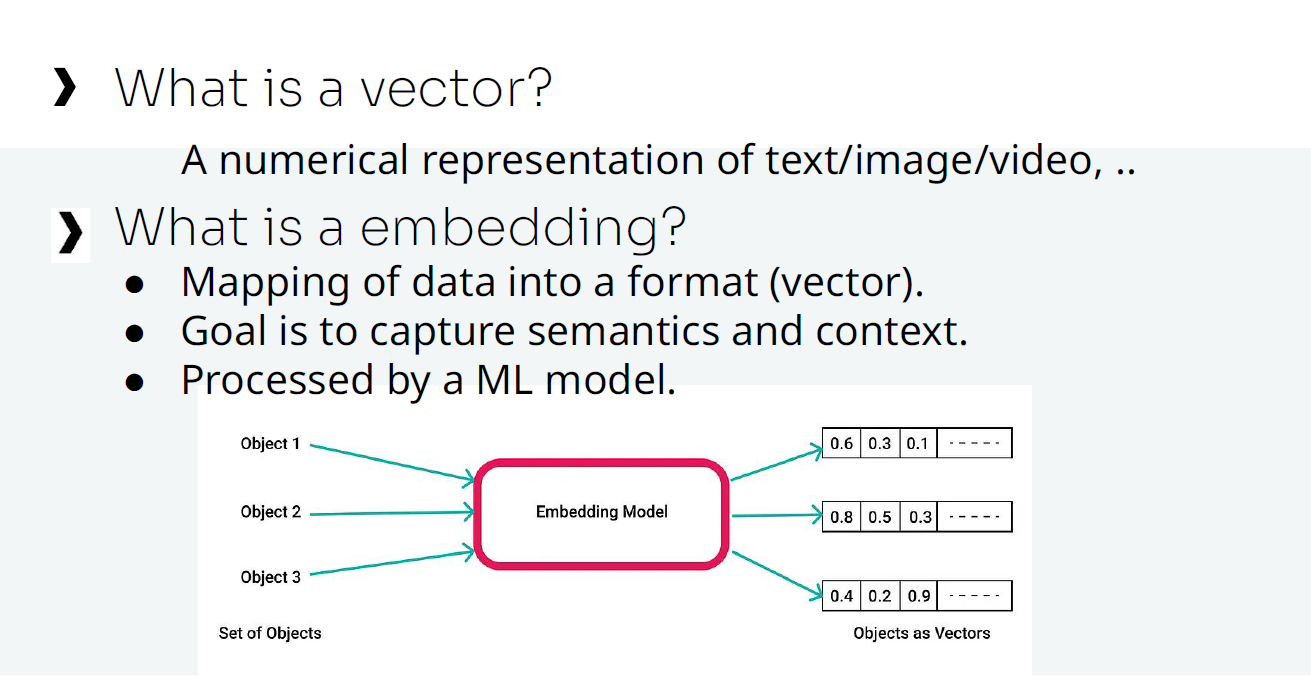 ❯ What is a vector?
A numerical representation of text/image/video, ..
❯ What is a embedding?
● Mapping of data into a format (vector).
● Goal is to capture semantics and context.
● Processed by a ML model.
Object 1
0.6 0.3 0.1 -----
Object 2
Embedding Model
0.8 0.5 0.3 -----
Object 3
0.4 0.2 0.9 -----
Set of Objects
Objects as Vectors